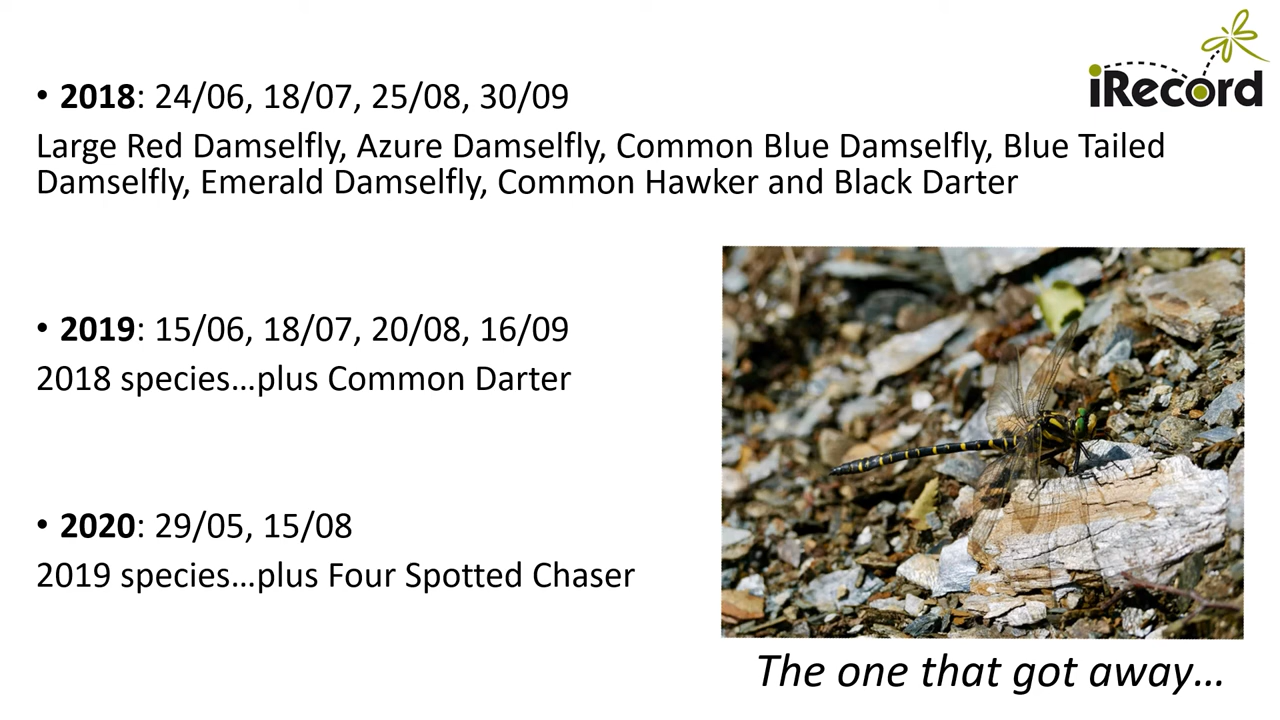 iRecord
• 2018: 24/06, 18/07, 25/08, 30/09
Large Red Damselfly, Azure Damselfly, Common Blue Damselfly, Blue Tailed
Damselfly, Emerald Damselfly, Common Hawker and Black Darter
• 2019: 15/06, 18/07, 20/08, 16/09
2018 species…plus Common Darter
• 2020: 29/05, 15/08
2019 species…plus Four Spotted Chaser
The one that got away…